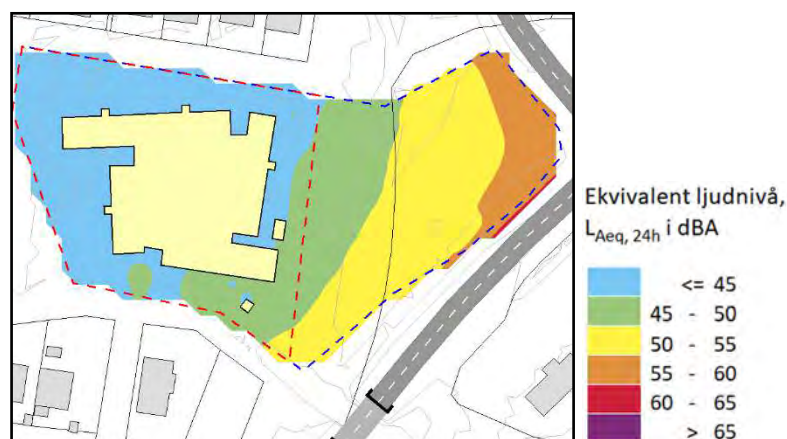 Ekvivalent ljudnivå,
LAeq, 24h i dBA
<= 45
45 - 50
50 - 55
55 - 60
60 - 65
> 65